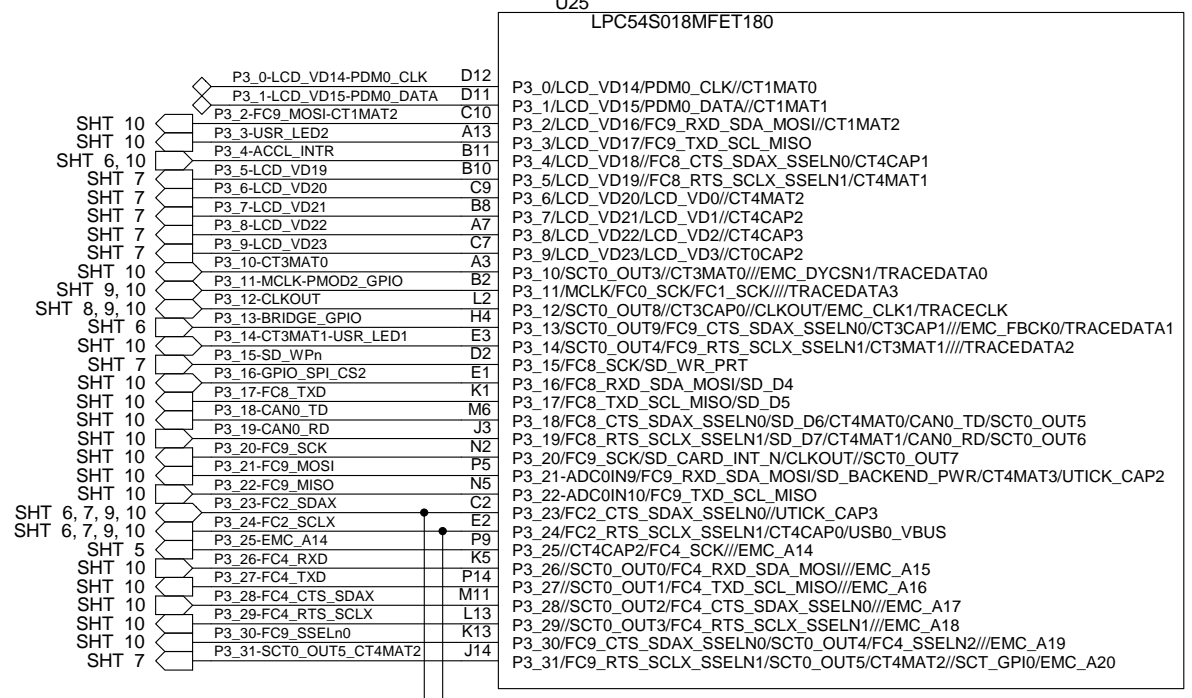 U25
LPC54S018MFET180
P3_0-LCD_VD14-PDM0_CLK D12 P3_0/LCD_VD14/PDM0_CLK//CT1MAT0
P3_1-LCD_VD15-PDM0_DATA D11 P3_1/LCD_VD15/PDM0_DATA//CT1MAT1
SHT 10 P3_2-FC9_MOSI-CT1MAT2 C10 P3_2/LCD_VD16/FC9_RXD_SDA_MOSI//CT1MAT2
SHT 10 P3_3-USR_LED2 A13 P3_3/LCD_VD17/FC9_TXD_SCL_MISO
SHT 6, 10 P3_4-ACCL_INTR B11 P3_4/LCD_VD18//FC8_CTS_SDAX_SSELN0/CT4CAP1
SHT 7 P3_5-LCD_VD19 B10 P3_5/LCD_VD19//FC8_RTS_SCLX_SSELN1/CT4MAT1
SHT 7 P3_6-LCD_VD20 C9 P3_6/LCD_VD20/LCD_VD0//CT4MAT2
SHT 7 P3_7-LCD_VD21 B8 P3_7/LCD_VD21/LCD_VD1//CT4CAP2
SHT 7 P3_8-LCD_VD22 A7 P3_8/LCD_VD22/LCD_VD2//CT4CAP3
SHT 7 P3_9-LCD_VD23 C7 P3_9/LCD_VD23/LCD_VD3//CT0CAP2
SHT 10 P3_10-CT3MAT0 A3 P3_10/SCT0_OUT3//CT3MAT0///EMC_DYCSN1/TRACEDATA0
SHT 9, 10 P3_11-MCLK-PMOD2_GPIO B2 P3_11/MCLK/FC0_SCK/FC1_SCK////TRACEDATA3
SHT 8, 9, 10 P3_12-CLKOUT L2 P3_12/SCT0_OUT8//CT3CAP0//CLKOUT/EMC_CLK1/TRACECLK
SHT 6 P3_13-BRIDGE_GPIO H4 P3_13/SCT0_OUT9/FC9_CTS_SDAX_SSELN0/CT3CAP1///EMC_FBCK0/TRACEDATA1
SHT 10 P3_14-CT3MAT1-USR_LED1 E3 P3_14/SCT0_OUT4/FC9_RTS_SCLX_SSELN1/CT3MAT1////TRACEDATA2
SHT 7 P3_15-SD_WPn D2 P3_15/FC8_SCK/SD_WR_PRT
SHT 10 P3_16-GPIO_SPI_CS2 E1 P3_16/FC8_RXD_SDA_MOSI/SD_D4
SHT 10 P3_17-FC8_TXD K1 P3_17/FC8_TXD_SCL_MISO/SD_D5
SHT 10 P3_18-CAN0_TD M6 P3_18/FC8_CTS_SDAX_SSELN0/SD_D6/CT4MAT0/CAN0_TD/SCT0_OUT5
SHT 10 P3_19-CAN0_RD J3 P3_19/FC8_RTS_SCLX_SSELN1/SD_D7/CT4MAT1/CAN0_RD/SCT0_OUT6
SHT 10 P3_20-FC9_SCK N2 P3_20/FC9_SCK/SD_CARD_INT_N/CLKOUT//SCT0_OUT7
SHT 10 P3_21-FC9_MOSI P5 P3_21-ADC0IN9/FC9_RXD_SDA_MOSI/SD_BACKEND_PWR/CT4MAT3/UTICK_CAP2
SHT 10 P3_22-FC9_MISO N5 P3_22-ADC0IN10/FC9_TXD_SCL_MISO
SHT 6, 7, 9, 10 P3_23-FC2_SDAX C2 P3_23/FC2_CTS_SDAX_SSELN0//UTICK_CAP3
SHT 6, 7, 9, 10 P3_24-FC2_SCLX E2 P3_24/FC2_RTS_SCLX_SSELN1/CT4CAP0/USB0_VBUS
SHT 5 P3_25-EMC_A14 P9 P3_25//CT4CAP2/FC4_SCK///EMC_A14
SHT 10 P3_26-FC4_RXD K5 P3_26//SCT0_OUT0/FC4_RXD_SDA_MOSI///EMC_A15
SHT 10 P3_27-FC4_TXD P14 P3_27//SCT0_OUT1/FC4_TXD_SCL_MISO///EMC_A16
SHT 10 P3_28-FC4_CTS_SDAX M11 P3_28//SCT0_OUT2/FC4_CTS_SDAX_SSELN0///EMC_A17
SHT 10 P3_29-FC4_RTS_SCLX L13 P3_29//SCT0_OUT3/FC4_RTS_SCLX_SSELN1///EMC_A18
SHT 10 P3_30-FC9_SSELn0 K13 P3_30/FC9_CTS_SDAX_SSELN0/SCT0_OUT4/FC4_SSELN2///EMC_A19
SHT 7 P3_31-SCT0_OUT5_CT4MAT2 J14 P3_31/FC9_RTS_SCLX_SSELN1/SCT0_OUT5/CT4MAT2//SCT_GPI0/EMC_A20